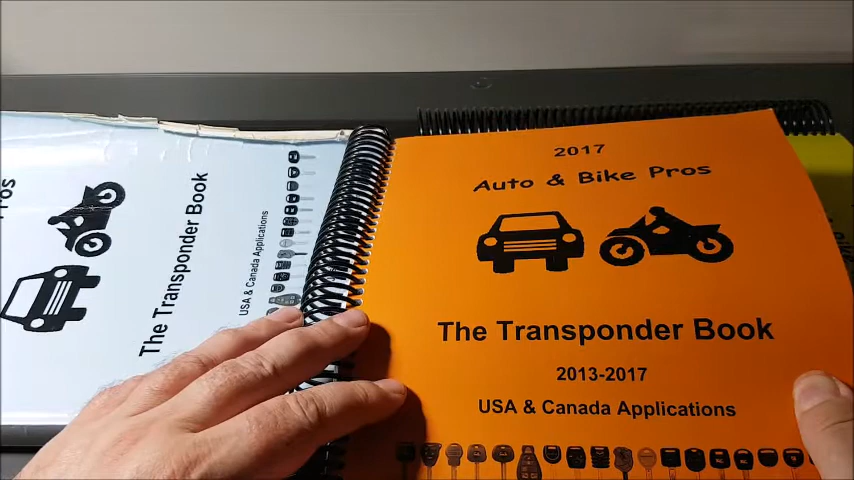 2017
Auto & Bike Pros
The Transponder Book
2013-2017
USA & Canada Applications
The Transponder Book
USA & Canada Applications